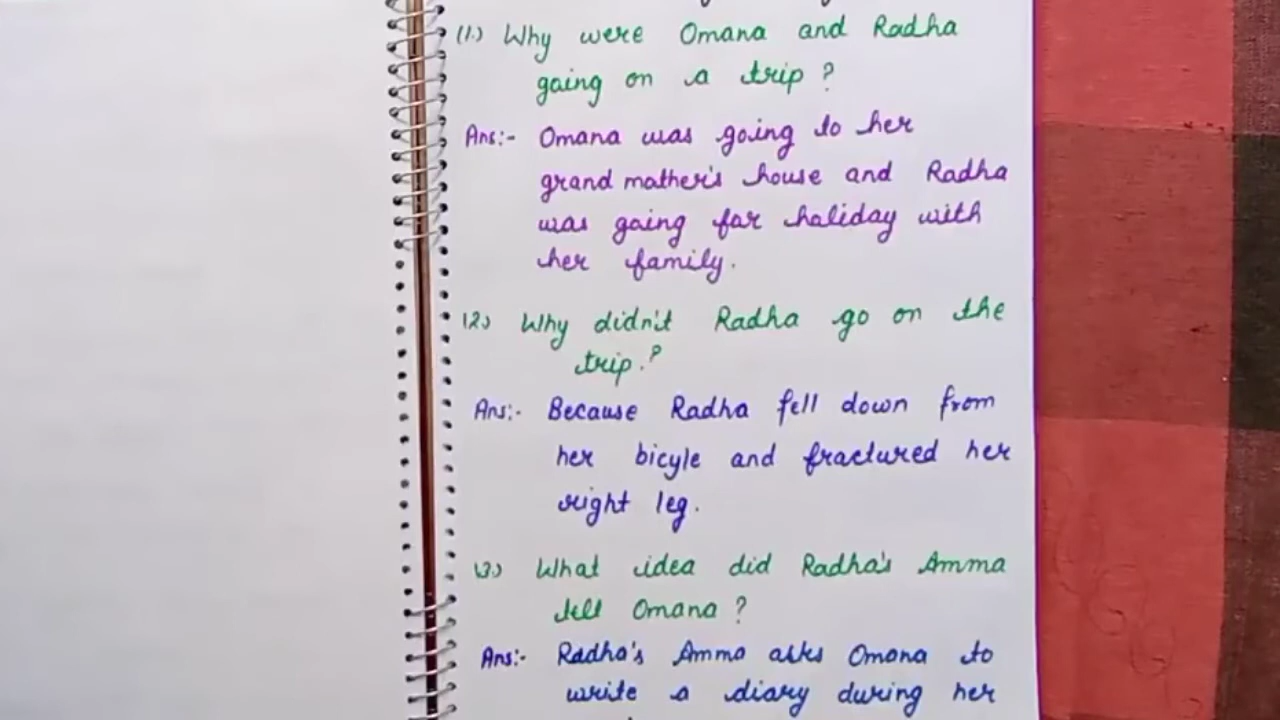 (1.) Why were Omana and Radha
going on a trip ?
Ans:- Omana was going to her
grand mother's house and Radha
was going for holiday with
her family.
(2.) Why didn't Radha go on the
trip.?
Ans:- Because Radha fell down from
her bicyle and fractured her
right leg.
(3.) What idea did Radha's Amma
tell Omana ?
Ans:- Radha's Amma asks Omana to
write a diary during her